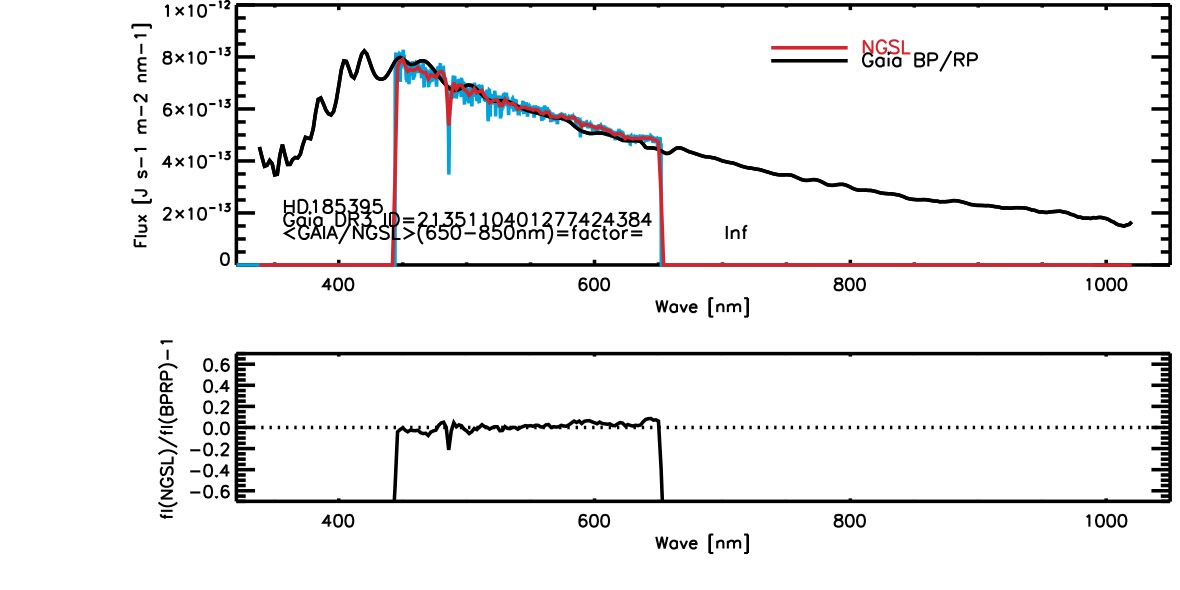 Flux [J s−1 m−2 nm−1]
1×10−12
8×10−13
6×10−13
4×10−13
2×10−13
0
NGSL
Gaia BP/RP
HD185395
Gaia DR3 ID=2135110401277424384
<GAIA/NGSL>(650−850nm)=factor= Inf
400 600 800 1000
Wave [nm]
fl(NGSL)/fl(BPRP)−1
0.6
0.4
0.2
0.0
−0.2
−0.4
−0.6
400 600 800 1000
Wave [nm]